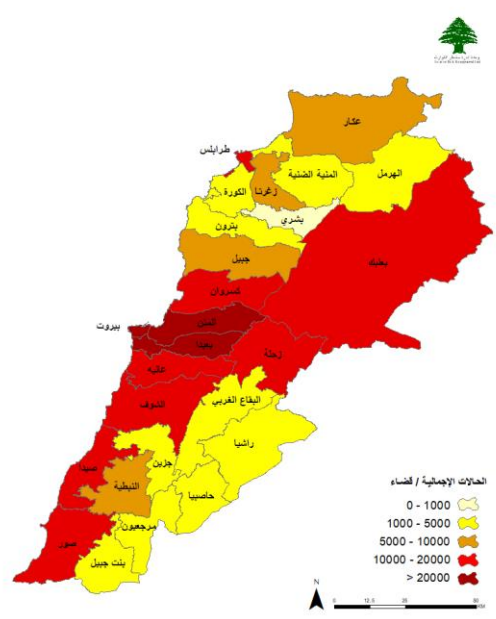 عكار
طرابلس
المنية الضنية
الهرمل
زغرتا
الكورة
بشري
بترون
بعلبك
جبيل
كسروان
المتن
بيروت
بعبدا
زحلة
عاليه
البقاع الغربي
الشوف
راشيا
جزين
صيدا
النبطية
حاصبيا
مرجعيون
صور
بنت جبيل
الحالات الإجمالية / قضاء
0 - 1000
1000 - 5000
5000 - 10000
10000 - 20000
> 20000
N
0 12.5 25 50
KM